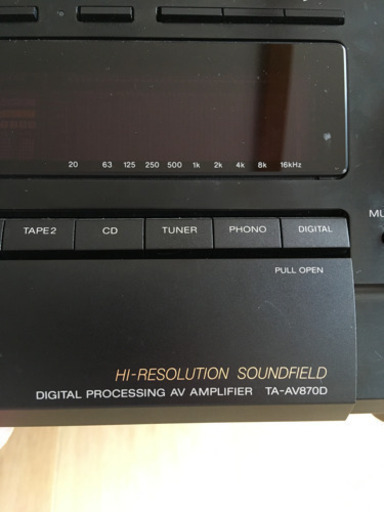 20 63 125 250 500 1k 2k 4k 8k 16kHz
TAPE2 CD TUNER PHONO DIGITAL
PULL OPEN
HI-RESOLUTION SOUNDFIELD
DIGITAL PROCESSING AV AMPLIFIER TA-AV870D